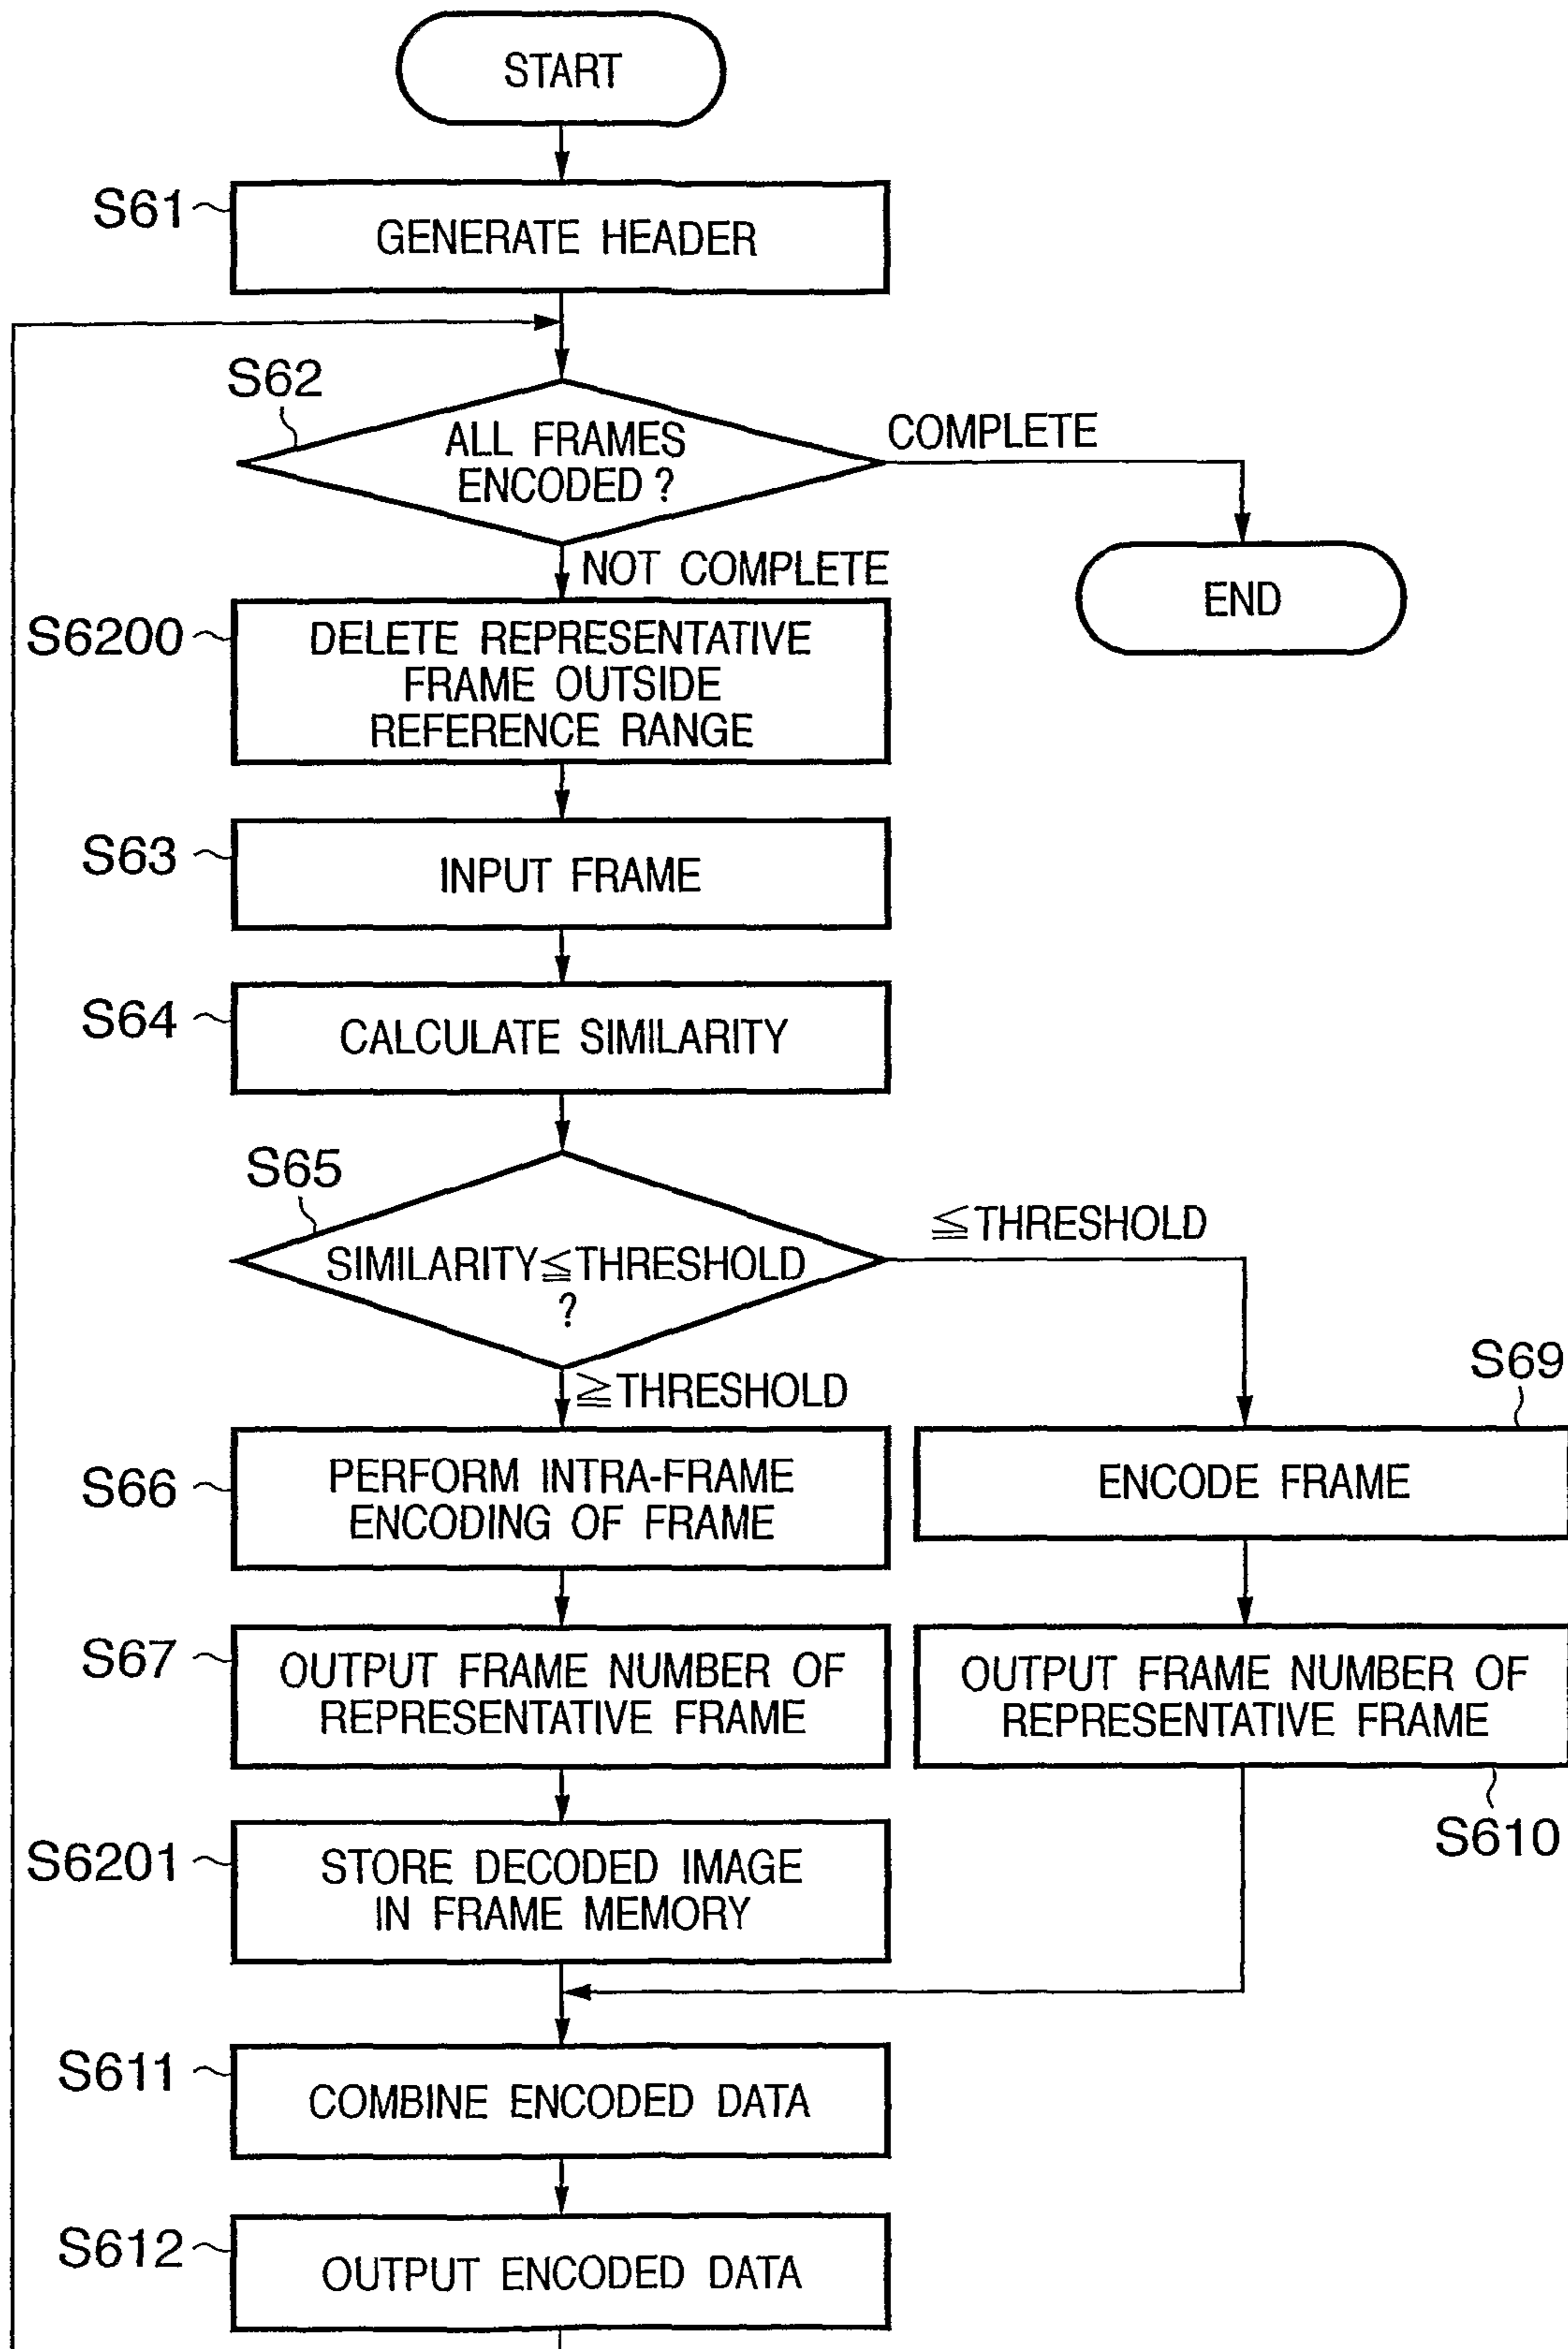 START
S61
GENERATE HEADER
S62
ALL FRAMES
ENCODED ?
COMPLETE
END
NOT COMPLETE
S6200
DELETE REPRESENTATIVE
FRAME OUTSIDE
REFERENCE RANGE
S63
INPUT FRAME
S64
CALCULATE SIMILARITY
S65
SIMILARITY≦THRESHOLD
?
≦THRESHOLD
≧THRESHOLD
S66
PERFORM INTRA-FRAME
ENCODING OF FRAME
S69
ENCODE FRAME
S67
OUTPUT FRAME NUMBER OF
REPRESENTATIVE FRAME
OUTPUT FRAME NUMBER OF
REPRESENTATIVE FRAME
S610
S6201
STORE DECODED IMAGE
IN FRAME MEMORY
S611
COMBINE ENCODED DATA
S612
OUTPUT ENCODED DATA